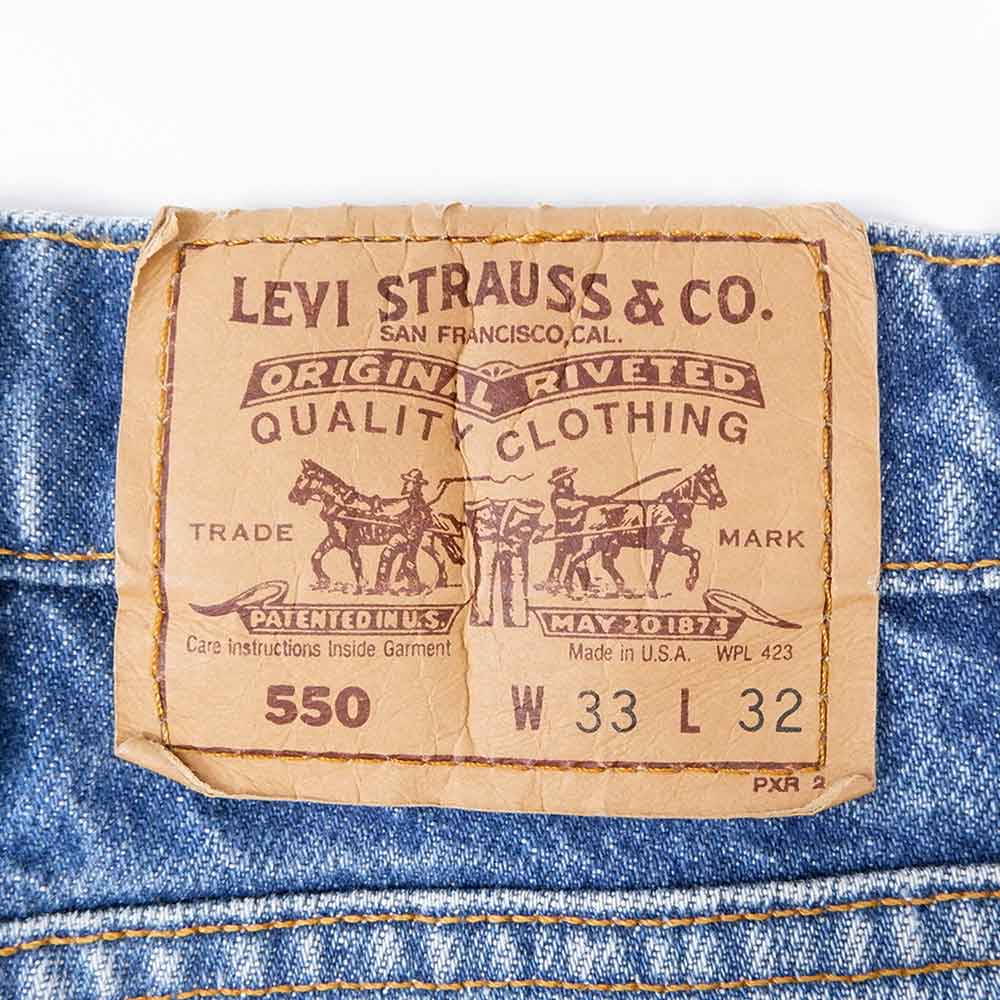 LEVI STRAUSS & CO.
SAN FRANCISCO, CAL.
ORIGINAL RIVETED
QUALITY CLOTHING
TRADE MARK
PATENTED IN U.S. MAY 20 1873
Care instructions Inside Garment Made in U.S.A. WPL 423
550 W 33 L 32
PXR 2